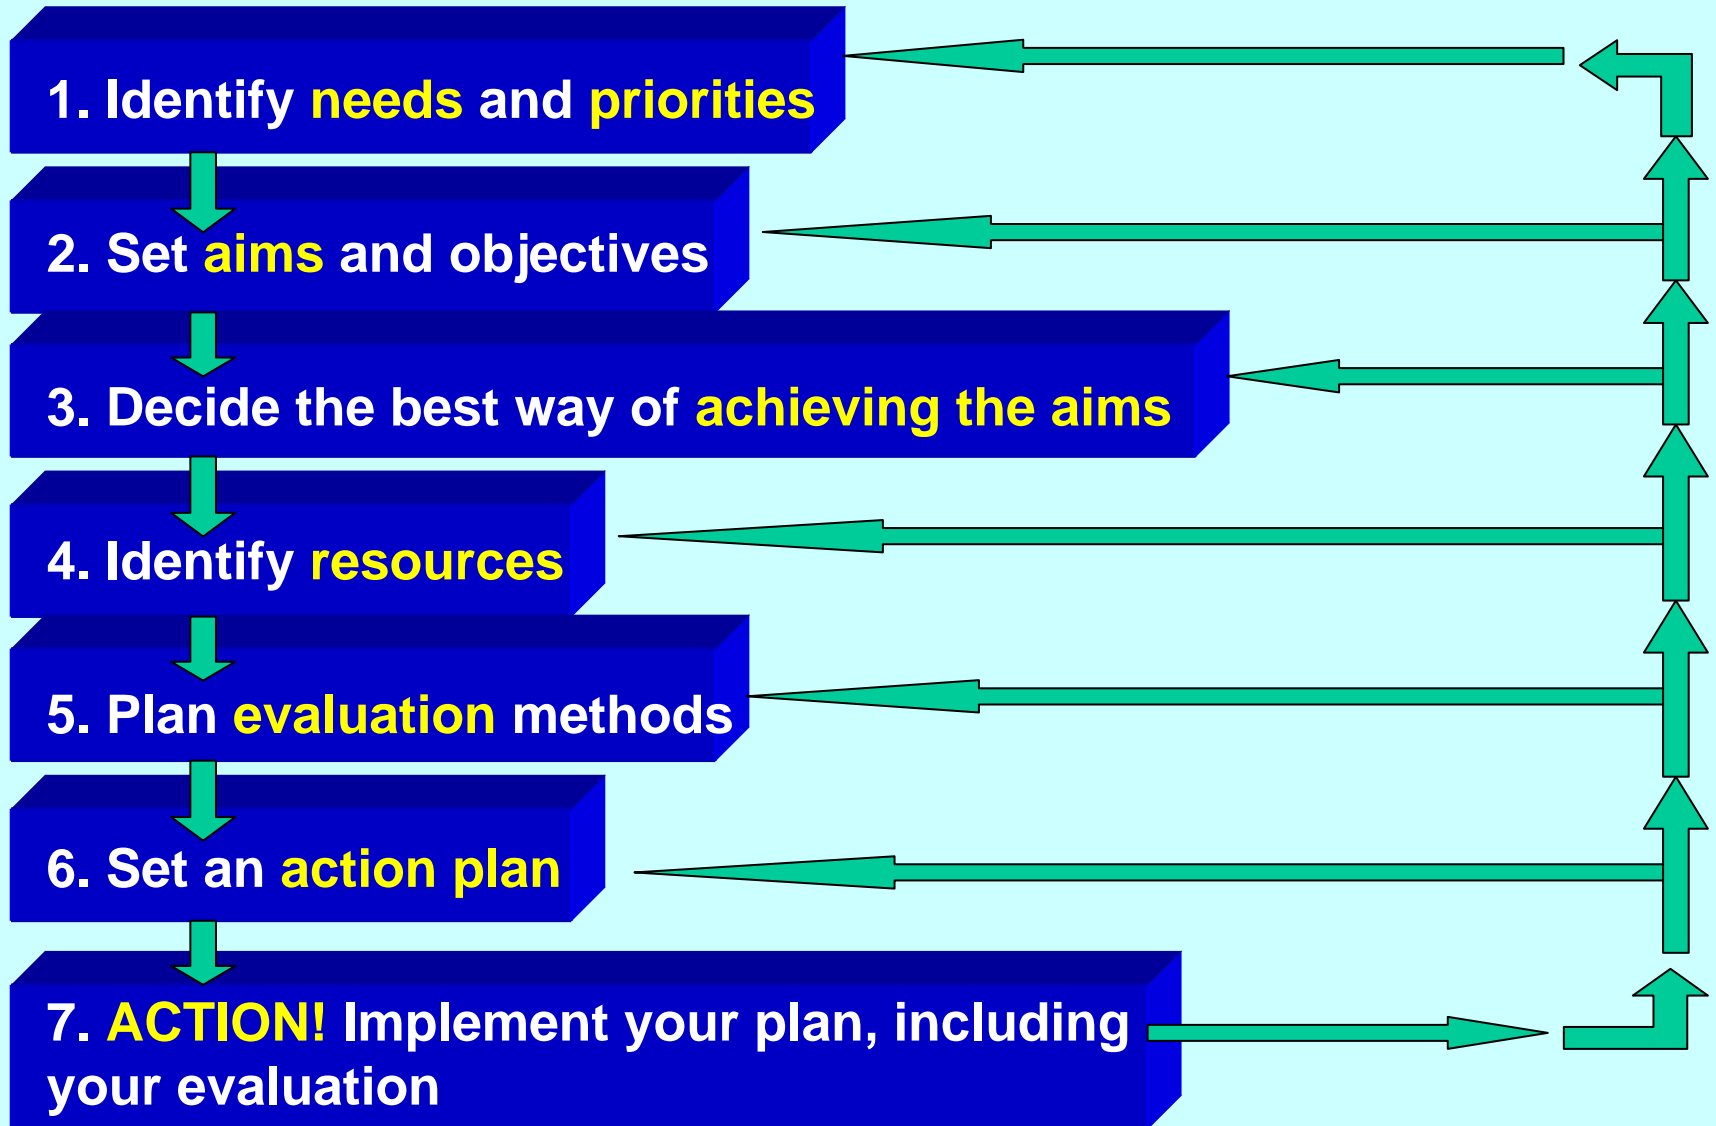 1. Identify needs and priorities
2. Set aims and objectives
3. Decide the best way of achieving the aims
4. Identify resources
5. Plan evaluation methods
6. Set an action plan
7. ACTION! Implement your plan, including
your evaluation